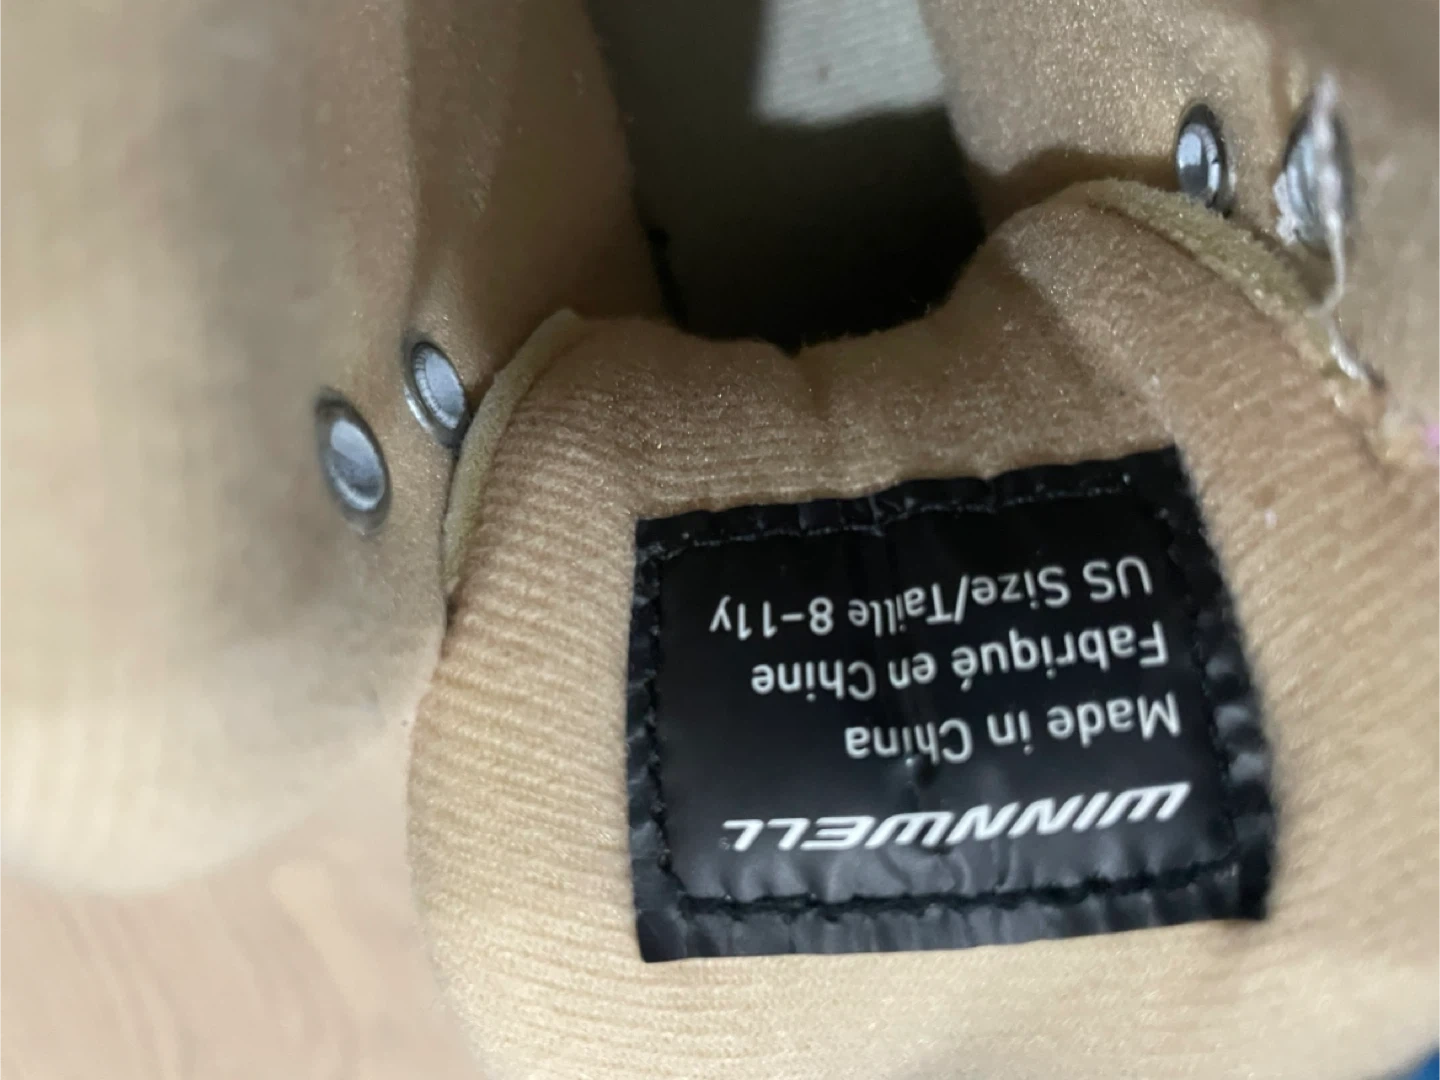 WINNWELL
Made in China
Fabriqué en Chine
US Size/Taille 8-11y